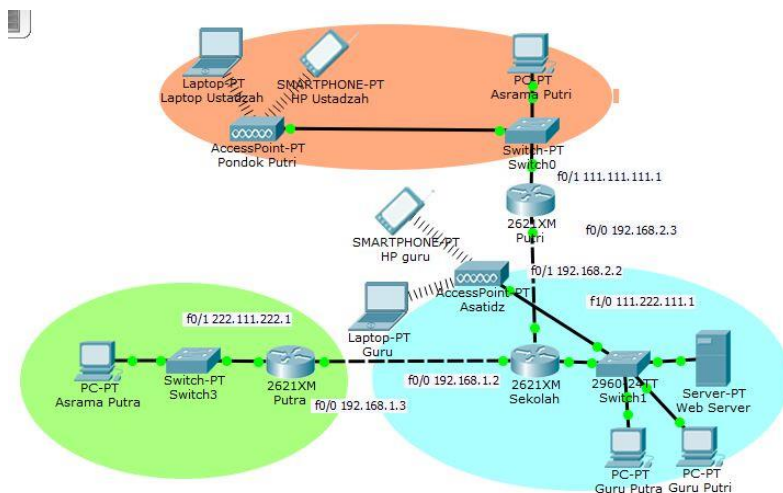 Laptop-PT
Laptop Ustadzah
SMARTPHONE-PT
HP Ustadzah
PC-PT
Asrama Putri
AccessPoint-PT
Pondok Putri
Switch-PT
Switch0
f0/1 111.111.111.1
2621XM
Putri
f0/0 192.168.2.3
SMARTPHONE-PT
HP guru
f0/1 192.168.2.2
AccessPoint-PT
Asatidz
f1/0 111.222.111.1
Laptop-PT
Guru
f0/1 222.111.222.1
PC-PT
Asrama Putra
Switch-PT
Switch3
2621XM
Putra
f0/0 192.168.1.3
f0/0 192.168.1.2
2621XM
Sekolah
2960-24TT
Switch1
Server-PT
Web Server
PC-PT
Guru Putra
PC-PT
Guru Putri